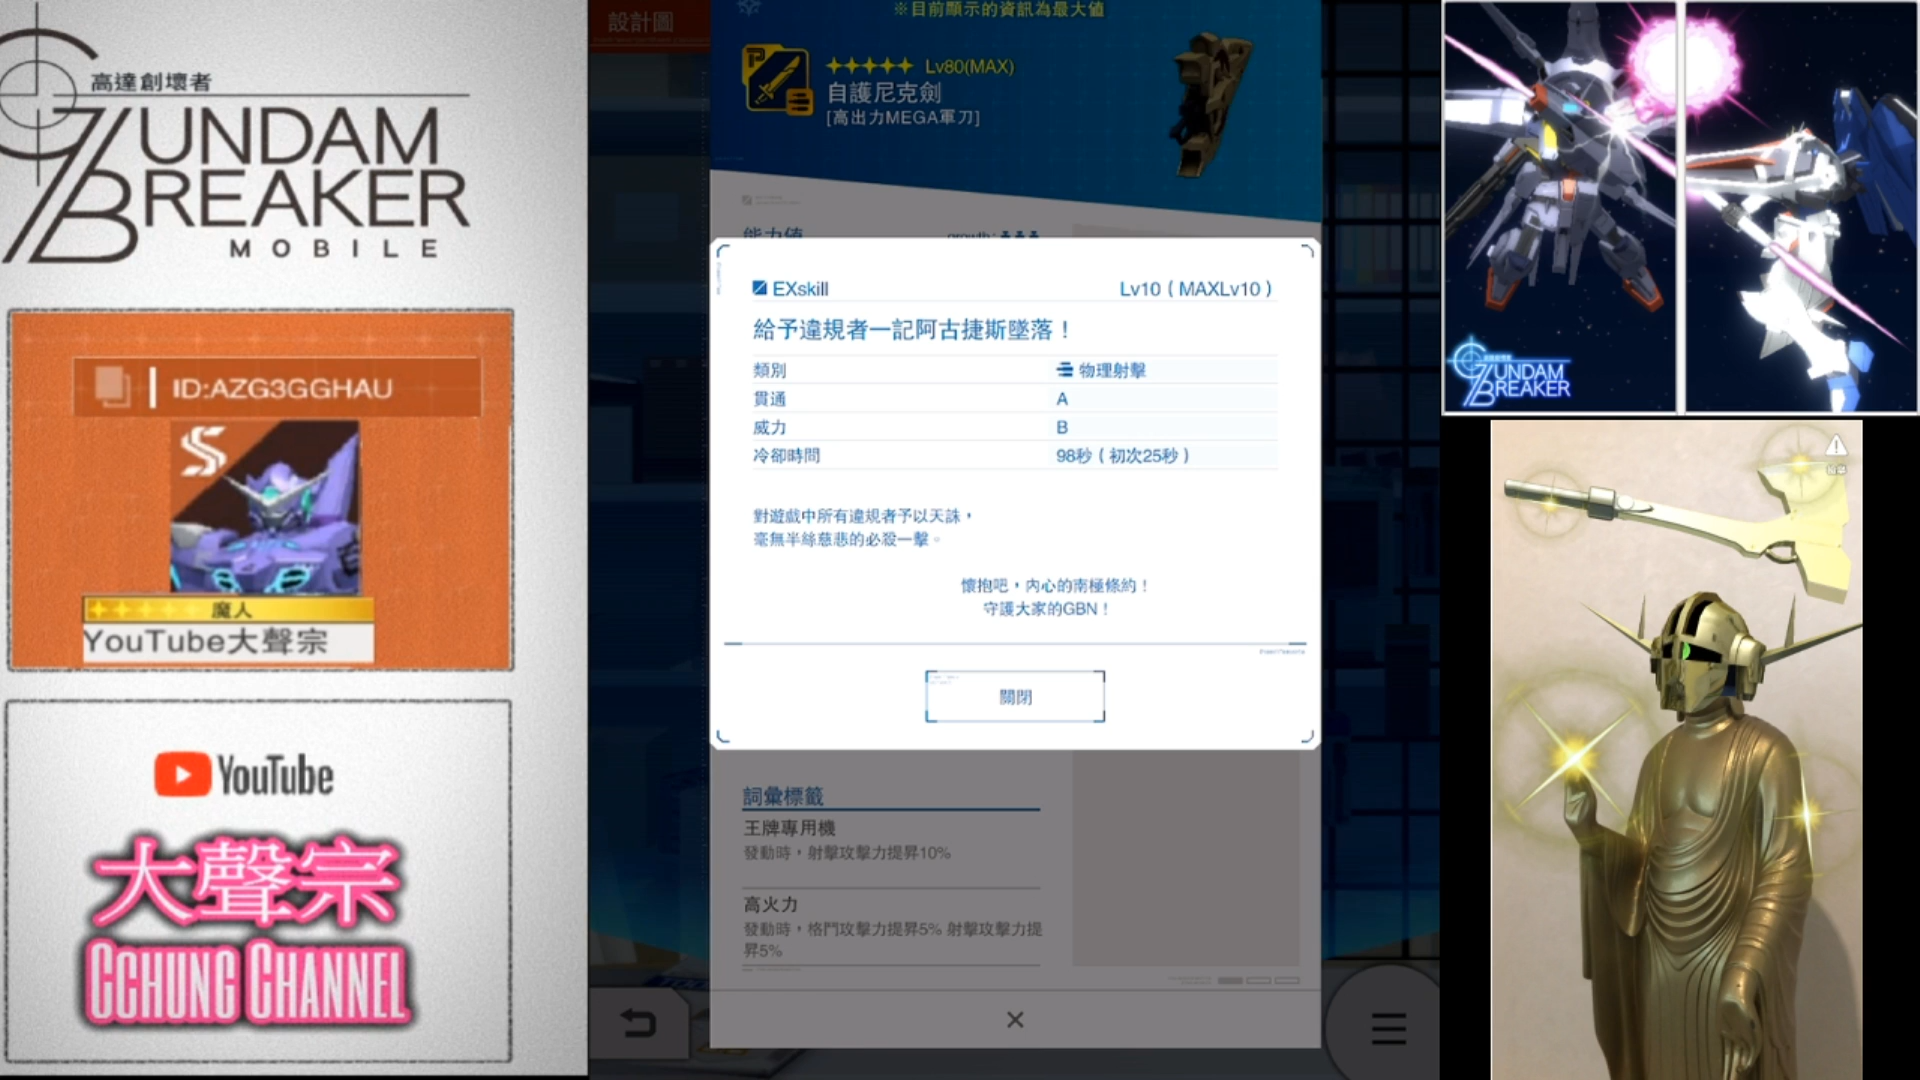 高達創壞者
GUNDAM
BREAKER
MOBILE
ID:AZG3GGHAU
S
魔人
YouTube大聲宗
YouTube
大聲宗
CCHUNG CHANNEL
設計圖
※目前顯示的資訊為最大值
Lv80(MAX)
自護尼克劍
[高出力MEGA軍刀]
能力值
growth:
EXskill
Lv10 ( MAXLv10 )
給予違規者一記阿古捷斯墜落！
類別 物理射擊
貫通 A
威力 B
冷卻時間 98秒 ( 初次25秒 )
對遊戲中所有違規者予以天誅，
毫無半絲慈悲的必殺一擊。
懷抱吧，內心的南極條約！
守護大家的GBN！
關閉
詞彙標籤
王牌專用機
發動時，射擊攻擊力提昇10%
高火力
發動時，格鬥攻擊力提昇5% 射擊攻擊力提
昇5%
GUNDAM
BREAKER